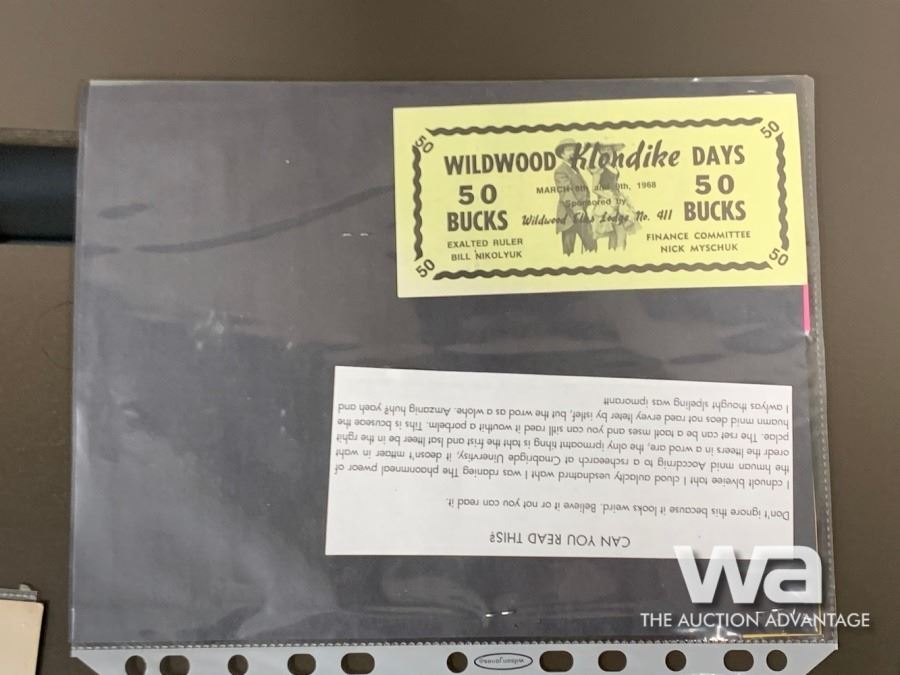 50 50
WILDWOOD Klondike DAYS
50 MARCH 8th and 9th, 1968 50
BUCKS Sponsored by BUCKS
Wildwood Elks Lodge No. 411
EXALTED RULER FINANCE COMMITTEE
BILL NIKOLYUK NICK MYSCHUK
50 50
CAN YOU READ THIS?
Don't ignore this because it looks weird. Believe it or not you can read it.
I cdnuolt blveiee taht I cluod aulaclty uesdnatnrd waht I was rdanieg The phaonmneal pweor of
the hmuan mnid Aoccdrnig to a rscheearch at Cmabrigde Uinervtisy, it deosn't mttaer in waht
oredr the ltteers in a wrod are, the olny iprmoatnt tihng is taht the frist and lsat ltteer be in the rghit
pclae. The rset can be a taotl mses and you can sitll raed it wouthit a porbelm. Tihs is the bcuseae
huamn mnid deos not raed ervey lteter by istlef, but the wrod as a wlohe. Amzanig huh? yaeh and
I awlyas thought slpeling was ipmorant!
wa
THE AUCTION ADVANTAGE
wilson jones